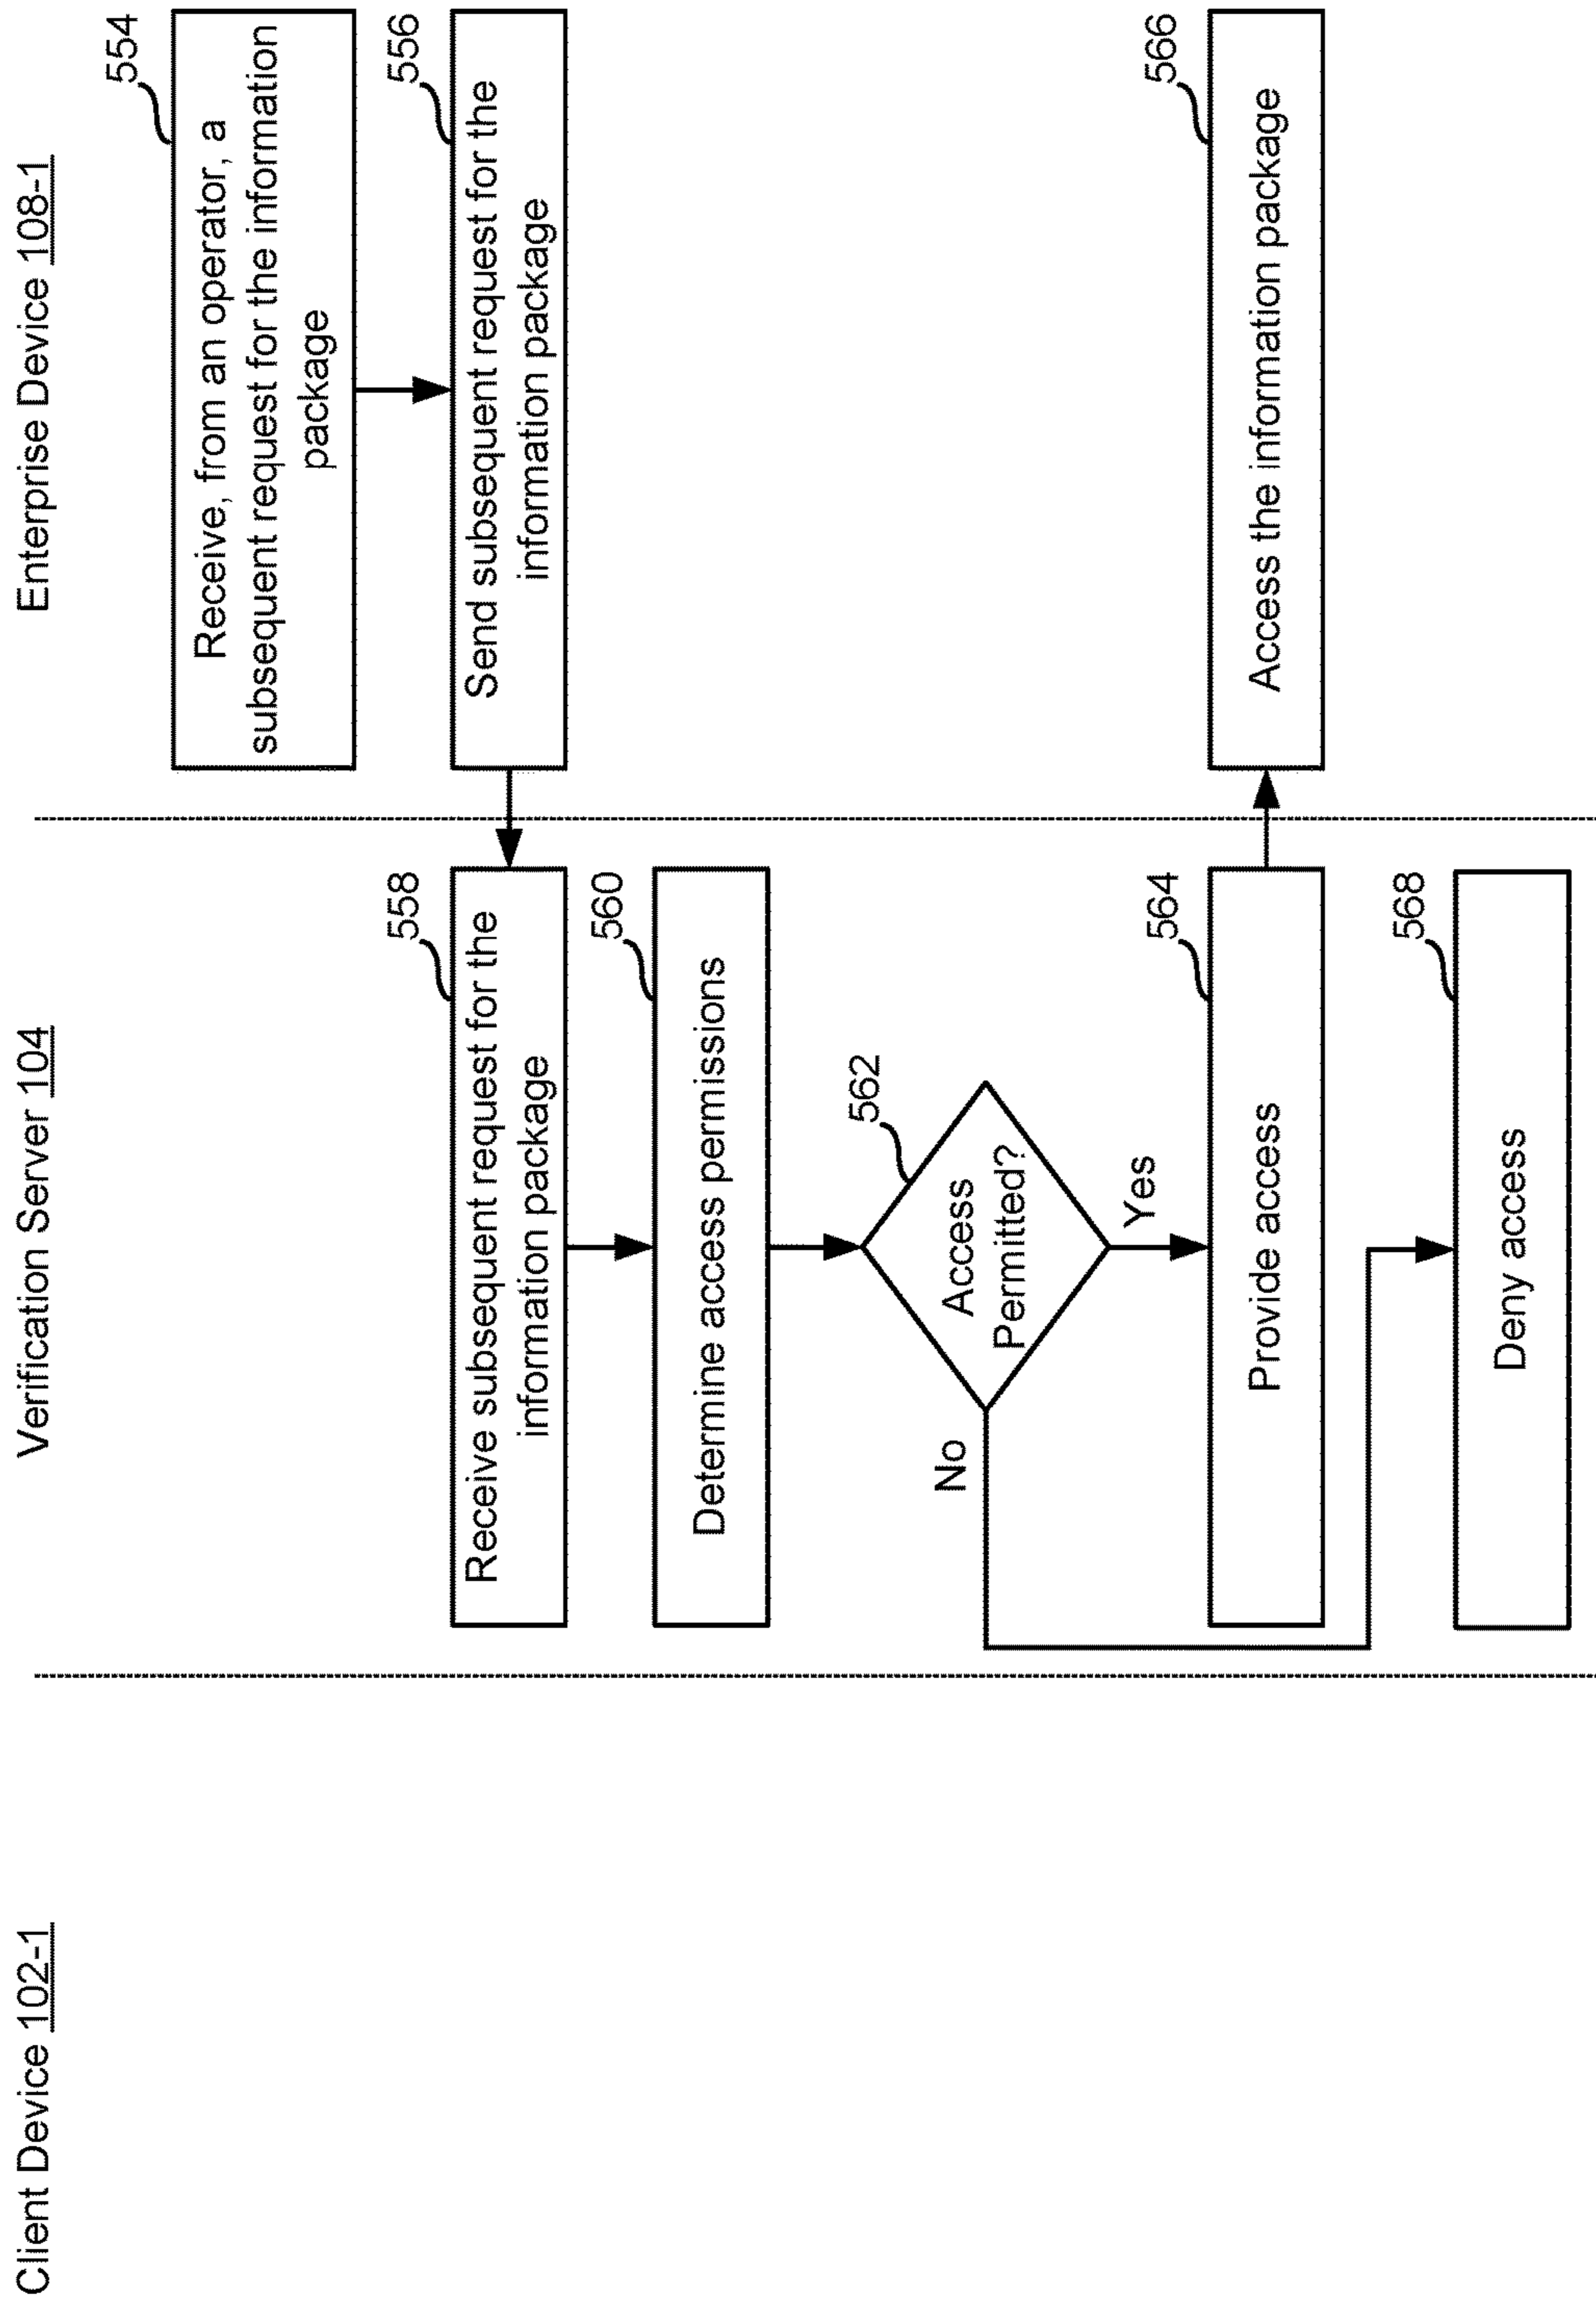 Client Device 102-1
Verification Server 104
Enterprise Device 108-1
554
Receive, from an operator, a
subsequent request for the information
package
556
Send subsequent request for the
information package
558
Receive subsequent request for the
information package
560
Determine access permissions
562
Access
Permitted?
No
Yes
564
Provide access
566
Access the information package
568
Deny access